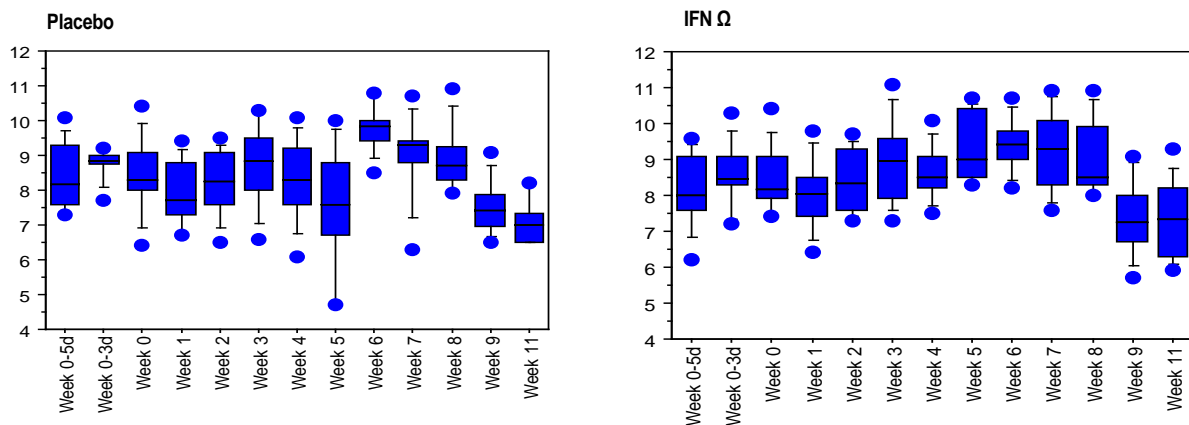 Placebo
12
11
10
9
8
7
6
5
4
Week 0-5d
Week 0-3d
Week 0
Week 1
Week 2
Week 3
Week 4
Week 5
Week 6
Week 7
Week 8
Week 9
Week 11
IFN Ω
12
11
10
9
8
7
6
5
4
Week 0-5d
Week 0-3d
Week 0
Week 1
Week 2
Week 3
Week 4
Week 5
Week 6
Week 7
Week 8
Week 9
Week 11